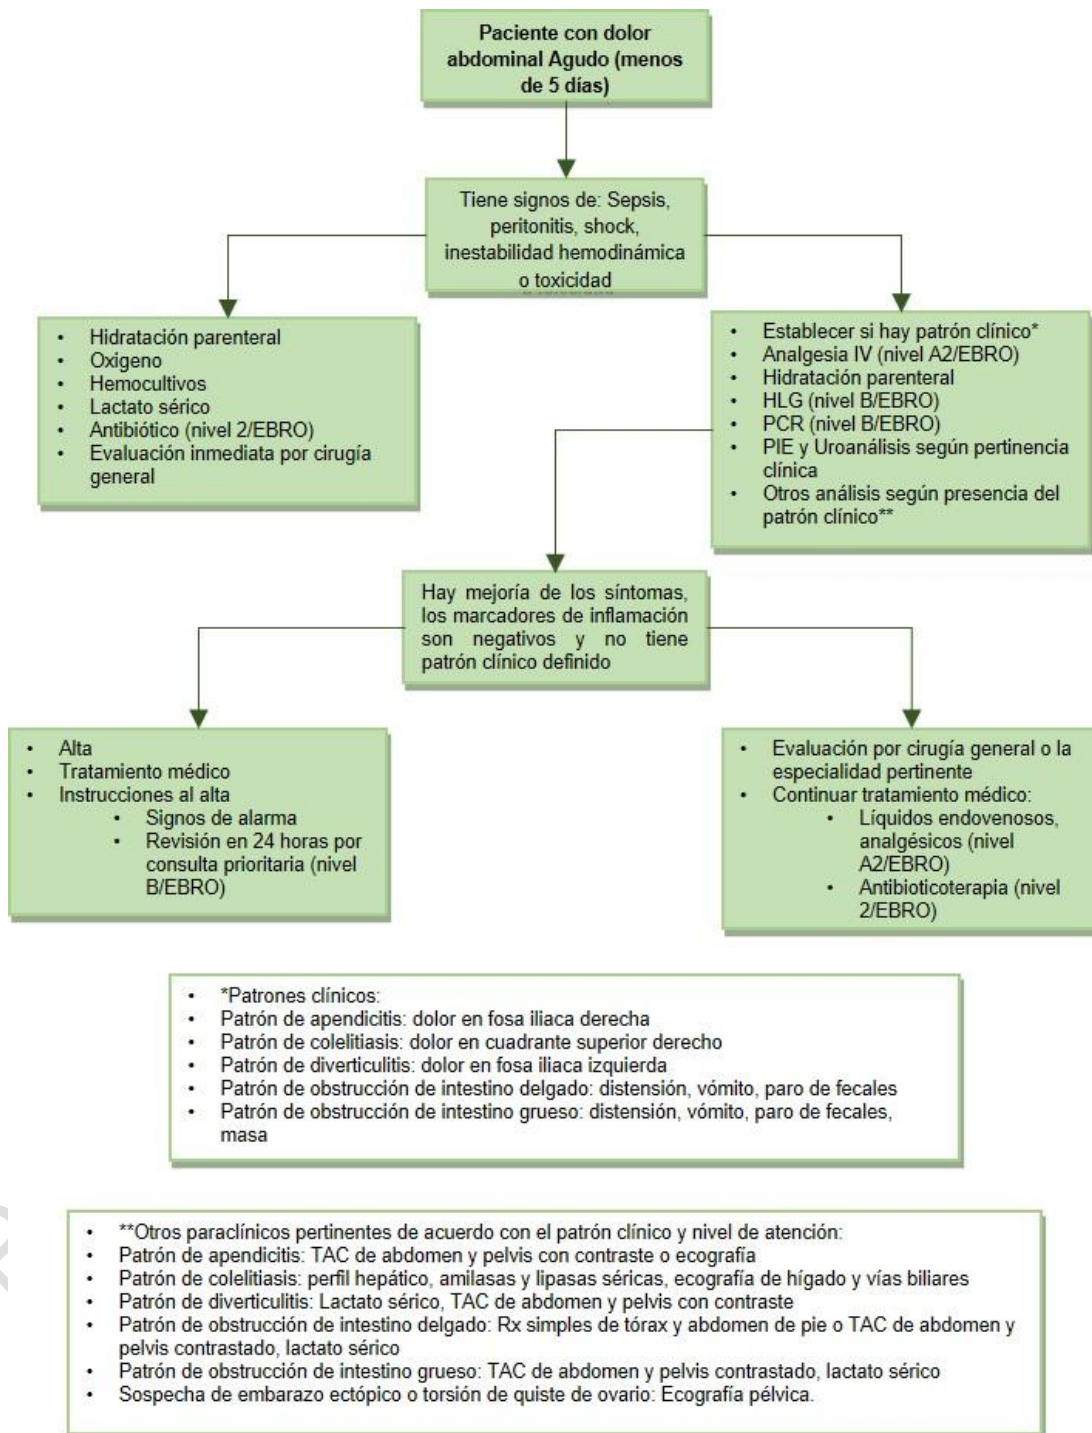 Paciente con dolor
abdominal Agudo (menos
de 5 días)
Tiene signos de: Sepsis,
peritonitis, shock,
inestabilidad hemodinámica
o toxicidad
• Hidratación parenteral
• Oxigeno
• Hemocultivos
• Lactato sérico
• Antibiótico (nivel 2/EBRO)
• Evaluación inmediata por cirugía
general
• Establecer si hay patrón clínico*
• Analgesia IV (nivel A2/EBRO)
• Hidratación parenteral
• HLG (nivel B/EBRO)
• PCR (nivel B/EBRO)
• PIE y Uroanálisis según pertinencia
clínica
• Otros análisis según presencia del
patrón clínico**
Hay mejoría de los síntomas,
los marcadores de inflamación
son negativos y no tiene
patrón clínico definido
• Alta
• Tratamiento médico
• Instrucciones al alta
• Signos de alarma
• Revisión en 24 horas por
consulta prioritaria (nivel
B/EBRO)
• Evaluación por cirugía general o la
especialidad pertinente
• Continuar tratamiento médico:
• Líquidos endovenosos,
analgésicos (nivel
A2/EBRO)
• Antibioticoterapia (nivel
2/EBRO)
• *Patrones clínicos:
• Patrón de apendicitis: dolor en fosa iliaca derecha
• Patrón de colelitiasis: dolor en cuadrante superior derecho
• Patrón de diverticulitis: dolor en fosa iliaca izquierda
• Patrón de obstrucción de intestino delgado: distensión, vómito, paro de fecales
• Patrón de obstrucción de intestino grueso: distensión, vómito, paro de fecales,
masa
• **Otros paraclínicos pertinentes de acuerdo con el patrón clínico y nivel de atención:
• Patrón de apendicitis: TAC de abdomen y pelvis con contraste o ecografía
• Patrón de colelitiasis: perfil hepático, amilasas y lipasas séricas, ecografía de hígado y vías biliares
• Patrón de diverticulitis: Lactato sérico, TAC de abdomen y pelvis con contraste
• Patrón de obstrucción de intestino delgado: Rx simples de tórax y abdomen de pie o TAC de abdomen y
pelvis contrastado, lactato sérico
• Patrón de obstrucción de intestino grueso: TAC de abdomen y pelvis contrastado, lactato sérico
• Sospecha de embarazo ectópico o torsión de quiste de ovario: Ecografía pélvica.